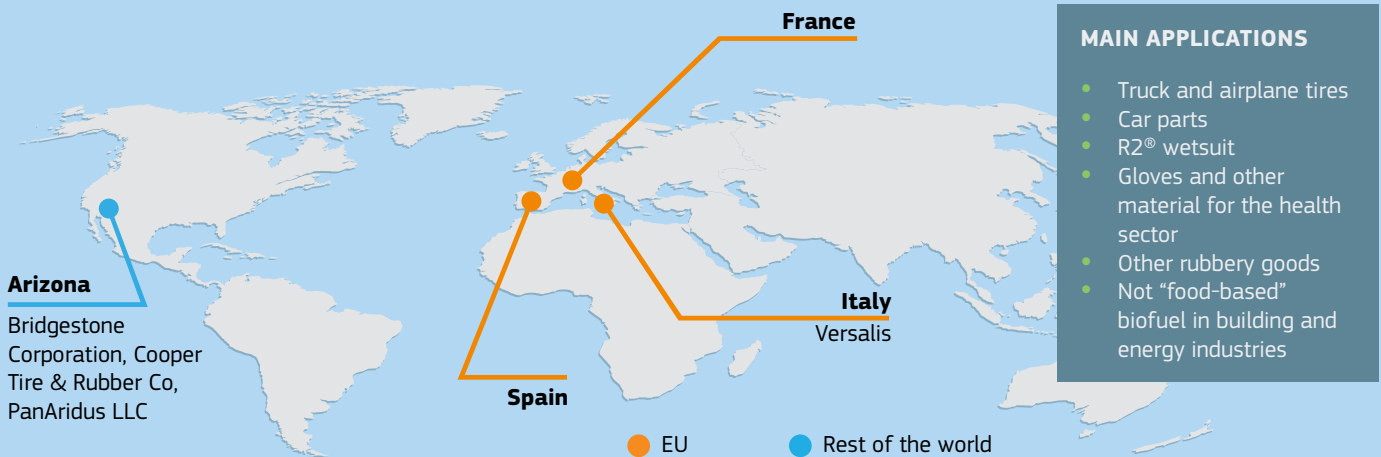 France
MAIN APPLICATIONS
• Truck and airplane tires
• Car parts
• R2® wetsuit
• Gloves and other
material for the health
sector
• Other rubbery goods
• Not “food-based”
biofuel in building and
energy industries
Arizona
Bridgestone
Corporation, Cooper
Tire & Rubber Co,
PanAridus LLC
Italy
Versalis
Spain
EU
Rest of the world